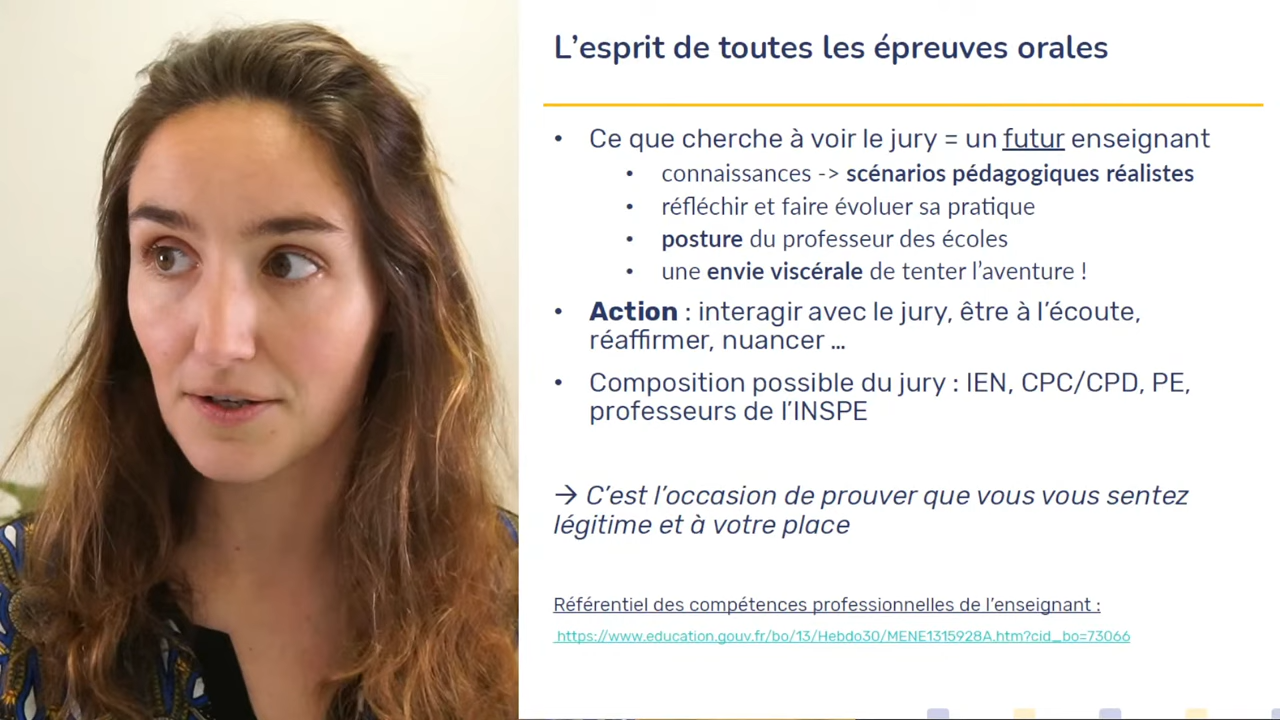 L'esprit de toutes les épreuves orales
• Ce que cherche à voir le jury = un futur enseignant
• connaissances -> scénarios pédagogiques réalistes
• réfléchir et faire évoluer sa pratique
• posture du professeur des écoles
• une envie viscérale de tenter l'aventure !
• Action : interagir avec le jury, être à l'écoute,
réaffirmer, nuancer ...
• Composition possible du jury : IEN, CPC/CPD, PE,
professeurs de l'INSPE
→ C'est l'occasion de prouver que vous vous sentez
légitime et à votre place
Référentiel des compétences professionnelles de l'enseignant :
https://www.education.gouv.fr/bo/13/Hebdo30/MENE1315928A.htm?cid_bo=73066